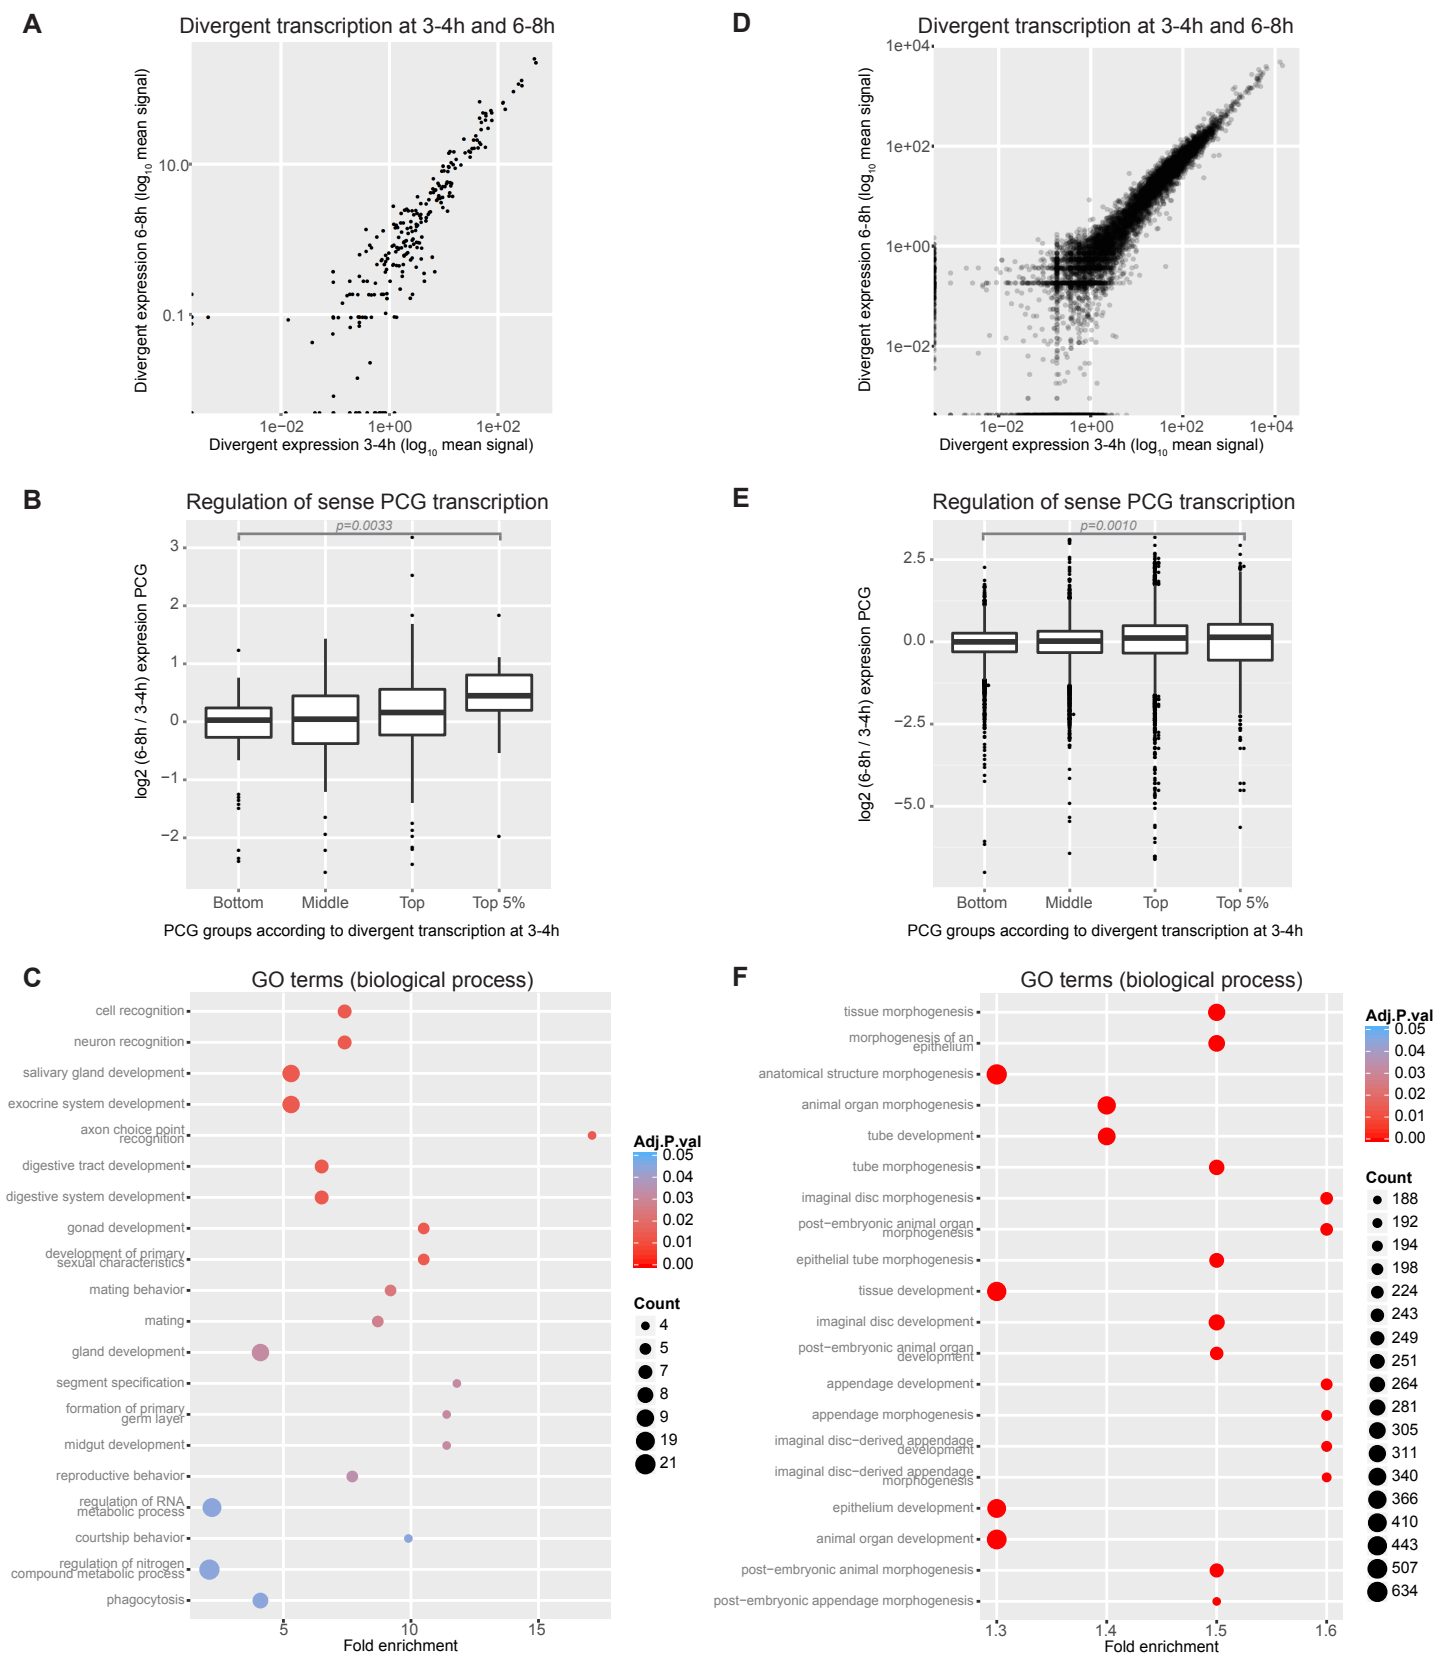 A
Divergent transcription at 3-4h and 6-8h
Divergent expression 6-8h (log10 mean signal)
10.0
0.1
1e−02
1e+00
1e+02
Divergent expression 3-4h (log10 mean signal)
B
Regulation of sense PCG transcription
p=0.0033
log2 (6-8h / 3-4h) expresion PCG
3
2
1
0
−1
−2
Bottom
Middle
Top
Top 5%
PCG groups according to divergent transcription at 3-4h
C
GO terms (biological process)
cell recognition
neuron recognition
salivary gland development
exocrine system development
axon choice point
recognition
digestive tract development
digestive system development
gonad development
development of primary
sexual characteristics
mating behavior
mating
gland development
segment specification
formation of primary
germ layer
midgut development
reproductive behavior
regulation of RNA
metabolic process
courtship behavior
regulation of nitrogen
compound metabolic process
phagocytosis
5
10
15
Fold enrichment
Adj.P.val
0.05
0.04
0.03
0.02
0.01
0.00
Count
4
5
7
8
9
19
21
D
Divergent transcription at 3-4h and 6-8h
Divergent expression 6-8h (log10 mean signal)
1e+04
1e+02
1e+00
1e−02
1e−02
1e+00
1e+02
1e+04
Divergent expression 3-4h (log10 mean signal)
E
Regulation of sense PCG transcription
p=0.0010
log2 (6-8h / 3-4h) expresion PCG
2.5
0.0
−2.5
−5.0
Bottom
Middle
Top
Top 5%
PCG groups according to divergent transcription at 3-4h
F
GO terms (biological process)
tissue morphogenesis
morphogenesis of an
epithelium
anatomical structure morphogenesis
animal organ morphogenesis
tube development
tube morphogenesis
imaginal disc morphogenesis
post−embryonic animal organ
morphogenesis
epithelial tube morphogenesis
tissue development
imaginal disc development
post−embryonic animal organ
development
appendage development
appendage morphogenesis
imaginal disc−derived appendage
development
imaginal disc−derived appendage
morphogenesis
epithelium development
animal organ development
post−embryonic animal morphogenesis
post−embryonic appendage morphogenesis
1.3
1.4
1.5
1.6
Fold enrichment
Adj.P.val
0.05
0.04
0.03
0.02
0.01
0.00
Count
188
192
194
198
224
243
249
251
264
281
305
311
340
366
410
443
507
634